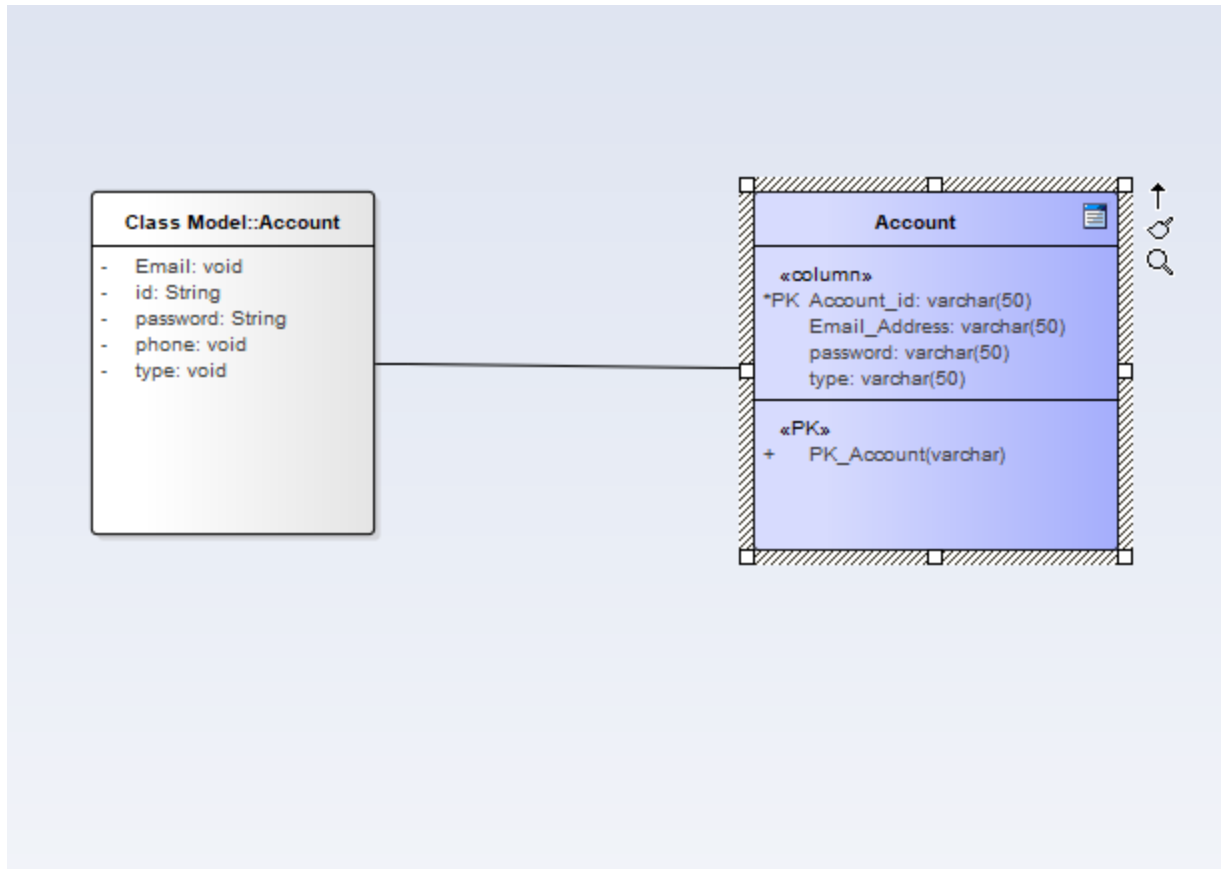 Class Model::Account
- Email: void
- id: String
- password: String
- phone: void
- type: void
Account
«column»
*PK Account_id: varchar(50)
Email_Address: varchar(50)
password: varchar(50)
type: varchar(50)
«PK»
+ PK_Account(varchar)